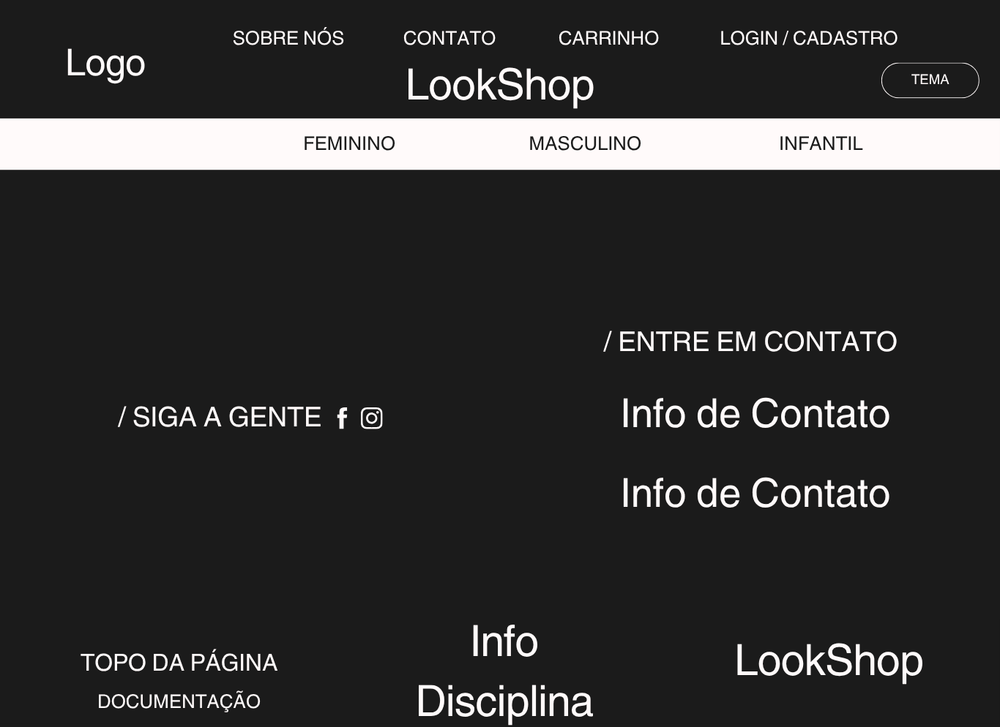 SOBRE NÓS CONTATO CARRINHO LOGIN / CADASTRO
Logo
LookShop
TEMA
FEMININO MASCULINO INFANTIL
/ ENTRE EM CONTATO
/ SIGA A GENTE
Info de Contato
Info de Contato
TOPO DA PÁGINA
DOCUMENTAÇÃO
Info
Disciplina
LookShop